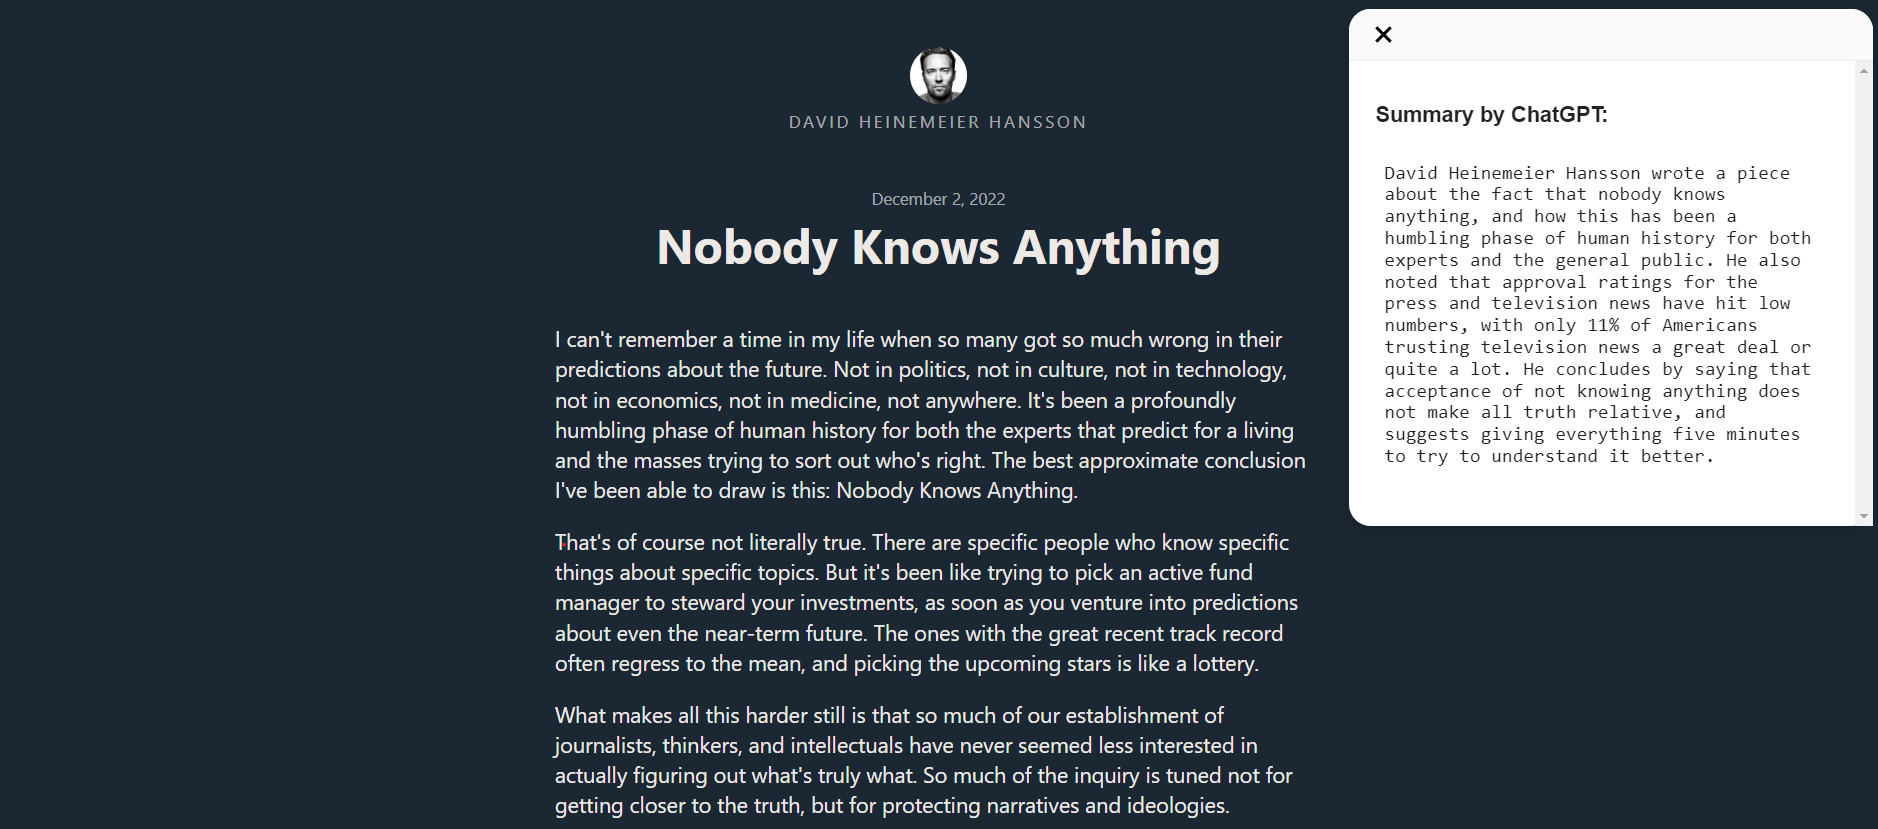 DAVID HEINEMEIER HANSSON
December 2, 2022
Nobody Knows Anything
I can't remember a time in my life when so many got so much wrong in their
predictions about the future. Not in politics, not in culture, not in technology,
not in economics, not in medicine, not anywhere. It's been a profoundly
humbling phase of human history for both the experts that predict for a living
and the masses trying to sort out who's right. The best approximate conclusion
I've been able to draw is this: Nobody Knows Anything.
That's of course not literally true. There are specific people who know specific
things about specific topics. But it's been like trying to pick an active fund
manager to steward your investments, as soon as you venture into predictions
about even the near-term future. The ones with the great recent track record
often regress to the mean, and picking the upcoming stars is like a lottery.
What makes all this harder still is that so much of our establishment of
journalists, thinkers, and intellectuals have never seemed less interested in
actually figuring out what's truly what. So much of the inquiry is tuned not for
getting closer to the truth, but for protecting narratives and ideologies.
Summary by ChatGPT:
David Heinemeier Hansson wrote a piece
about the fact that nobody knows
anything, and how this has been a
humbling phase of human history for both
experts and the general public. He also
noted that approval ratings for the
press and television news have hit low
numbers, with only 11% of Americans
trusting television news a great deal or
quite a lot. He concludes by saying that
acceptance of not knowing anything does
not make all truth relative, and
suggests giving everything five minutes
to try to understand it better.